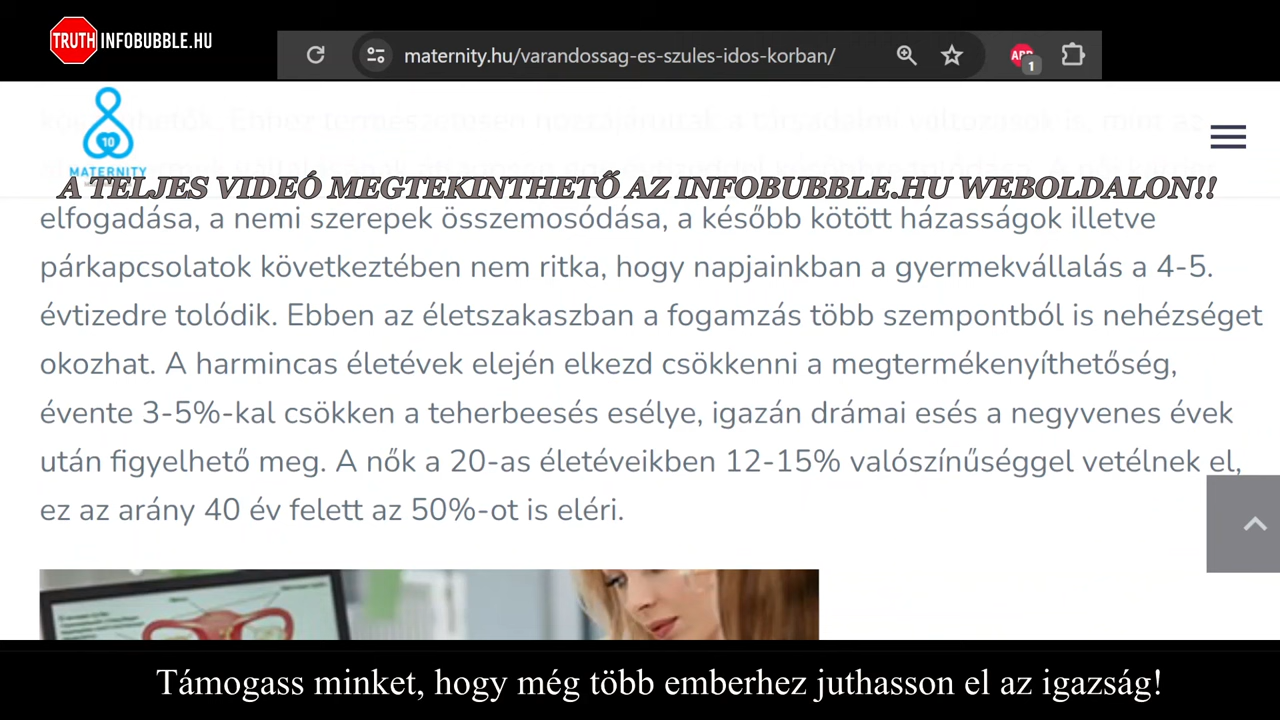 TRUTH INFOBUBBLE.HU
maternity.hu/varandossag-es-szules-idos-korban/
ABP
1
10
MATERNITY
A TELJES VIDEÓ MEGTEKINTHETŐ AZ INFOBUBBLE.HU WEBOLDALON!!
elfogadása, a nemi szerepek összemosódása, a később kötött házasságok illetve
párkapcsolatok következtében nem ritka, hogy napjainkban a gyermekvállalás a 4-5.
évtizedre tolódik. Ebben az életszakaszban a fogamzás több szempontból is nehézséget
okozhat. A harmincas életévek elején elkezd csökkenni a megtermékenyíthetőség,
évente 3-5%-kal csökken a teherbeesés esélye, igazán drámai esés a negyvenes évek
után figyelhető meg. A nők a 20-as életéveikben 12-15% valószínűséggel vetélnek el,
ez az arány 40 év felett az 50%-ot is eléri.
Támogass minket, hogy még több emberhez juthasson el az igazság!